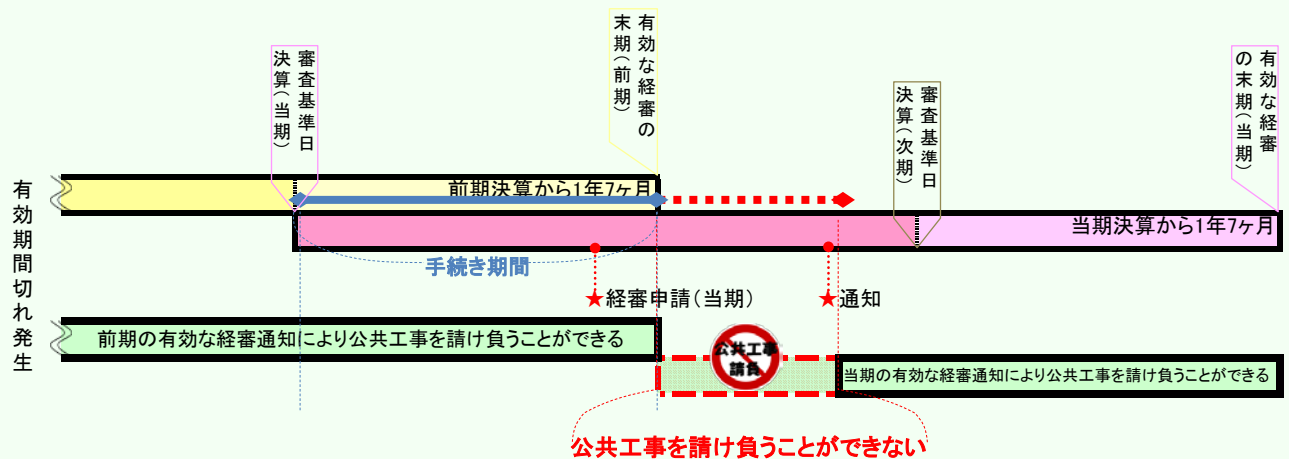 有効期間切れ発生
審査基準日
決算(当期)
有効な経審の
末期(前期)
審査基準日
決算(次期)
有効な経審
の末期(当期)
前期決算から1年7ヶ月
当期決算から1年7ヶ月
手続き期間
★経審申請(当期)
★通知
前期の有効な経審通知により公共工事を請け負うことができる
公共工事
請負
当期の有効な経審通知により公共工事を請け負うことができる
公共工事を請け負うことができない